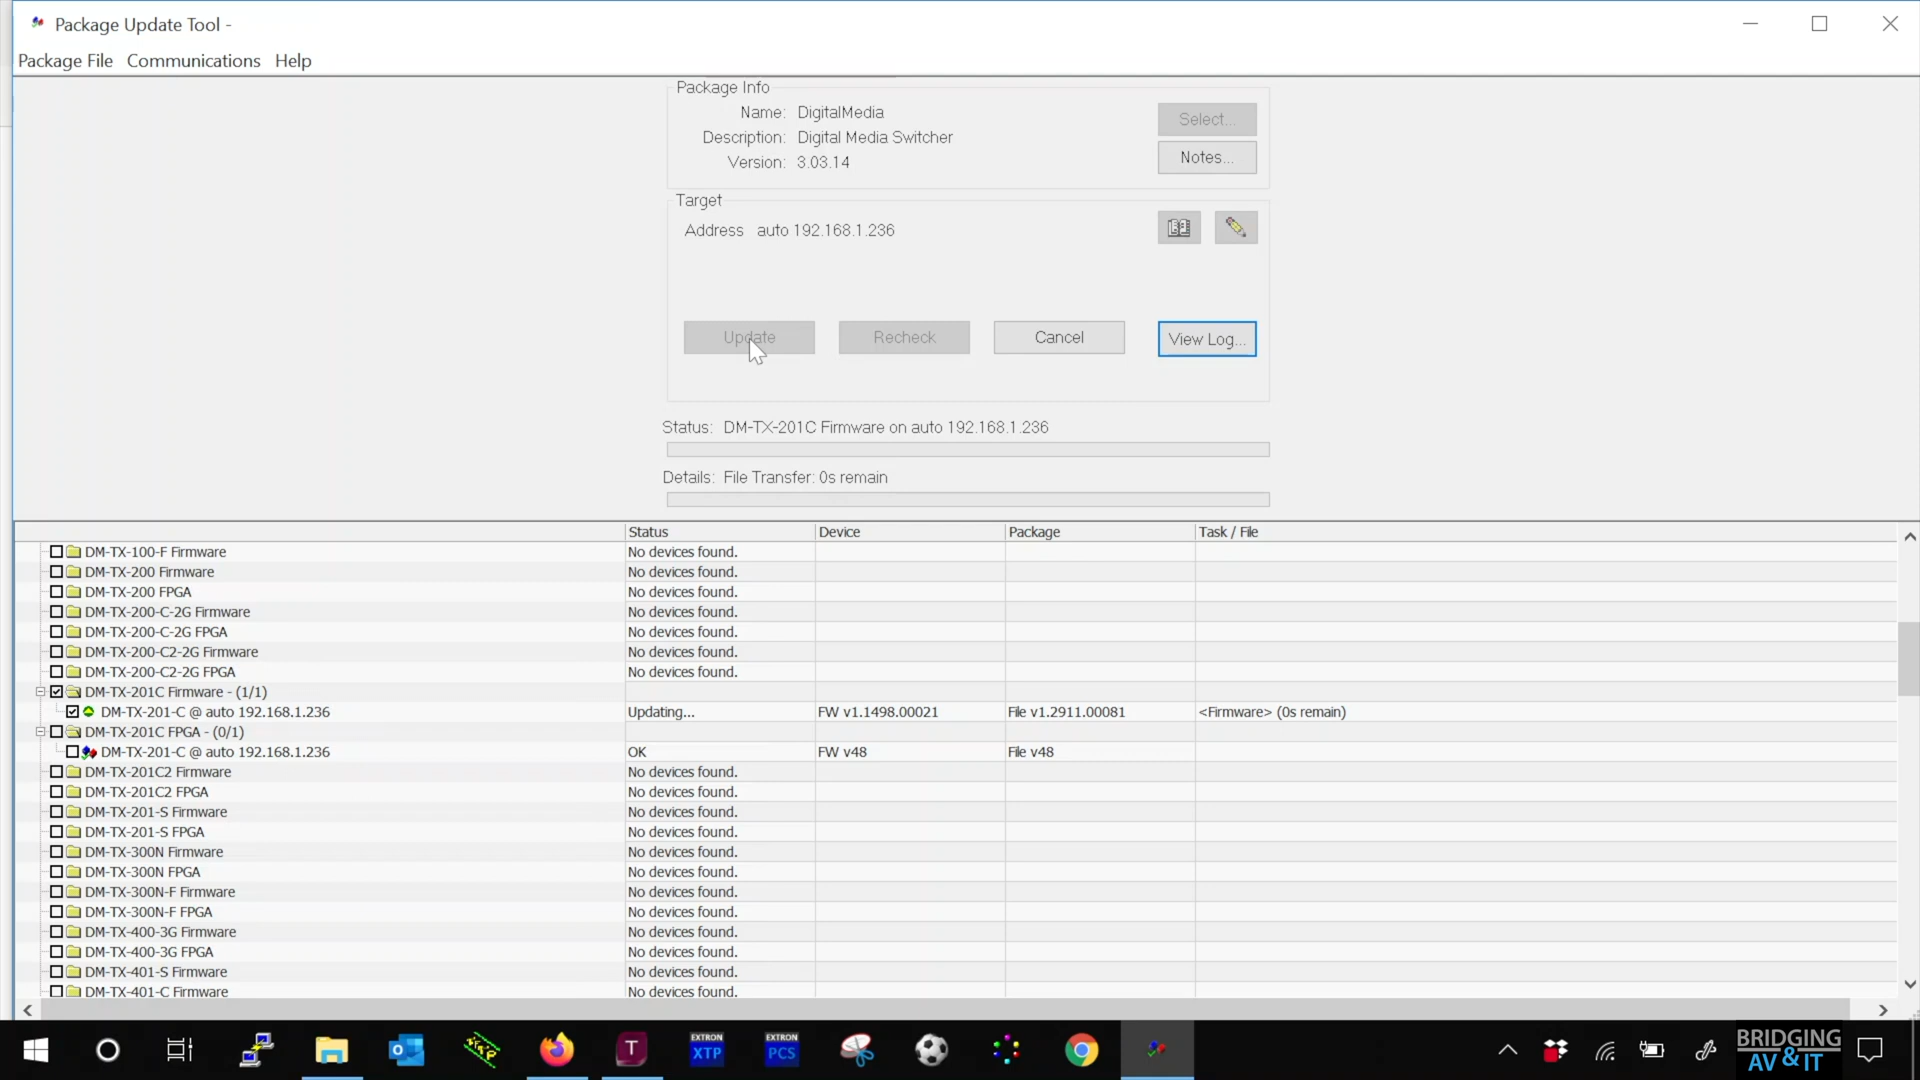 Package Update Tool -
Package File Communications Help
Package Info
Name: DigitalMedia
Description: Digital Media Switcher
Version: 3.03.14
Select...
Notes...
Target
Address auto 192.168.1.236
Update Recheck Cancel View Log...
Status: DM-TX-201C Firmware on auto 192.168.1.236
Details: File Transfer: 0s remain
Status Device Package Task / File
DM-TX-100-F Firmware No devices found.
DM-TX-200 Firmware No devices found.
DM-TX-200 FPGA No devices found.
DM-TX-200-C-2G Firmware No devices found.
DM-TX-200-C-2G FPGA No devices found.
DM-TX-200-C2-2G Firmware No devices found.
DM-TX-200-C2-2G FPGA No devices found.
DM-TX-201C Firmware - (1/1)
DM-TX-201-C @ auto 192.168.1.236 Updating... FW v1.1498.00021 File v1.2911.00081 <Firmware> (0s remain)
DM-TX-201C FPGA - (0/1)
DM-TX-201-C @ auto 192.168.1.236 OK FW v48 File v48
DM-TX-201C2 Firmware No devices found.
DM-TX-201C2 FPGA No devices found.
DM-TX-201-S Firmware No devices found.
DM-TX-201-S FPGA No devices found.
DM-TX-300N Firmware No devices found.
DM-TX-300N FPGA No devices found.
DM-TX-300N-F Firmware No devices found.
DM-TX-300N-F FPGA No devices found.
DM-TX-400-3G Firmware No devices found.
DM-TX-400-3G FPGA No devices found.
DM-TX-401-S Firmware No devices found.
DM-TX-401-C Firmware No devices found.
T
EXTRON
XTP
EXTRON
PCS
BRIDGING
AV & IT